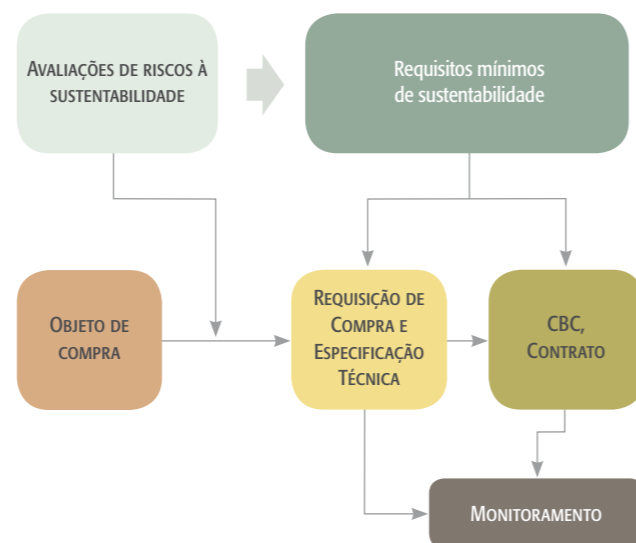 AVALIAÇÕES DE RISCOS À
SUSTENTABILIDADE
Requisitos mínimos
de sustentabilidade
OBJETO DE
COMPRA
REQUISIÇÃO DE
COMPRA E
ESPECIFICAÇÃO
TÉCNICA
CBC,
CONTRATO
MONITORAMENTO